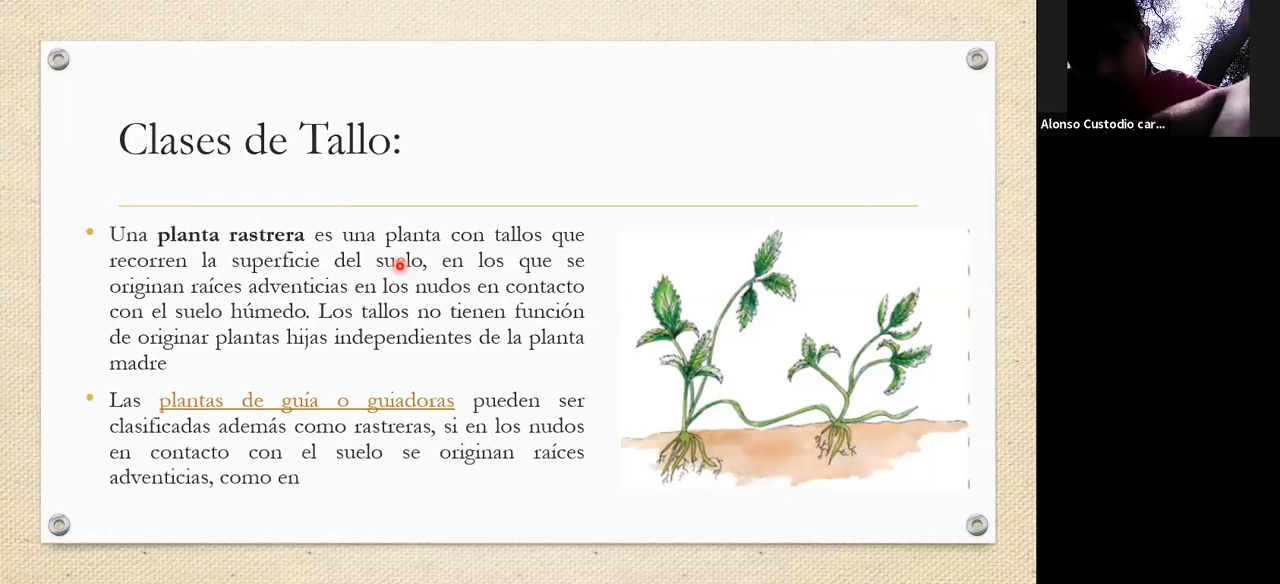 Clases de Tallo:
• Una planta rastrera es una planta con tallos que
recorren la superficie del suelo, en los que se
originan raíces adventicias en los nudos en contacto
con el suelo húmedo. Los tallos no tienen función
de originar plantas hijas independientes de la planta
madre
• Las plantas de guía o guiadoras pueden ser
clasificadas además como rastreras, si en los nudos
en contacto con el suelo se originan raíces
adventicias, como en
Alonso Custodio car...